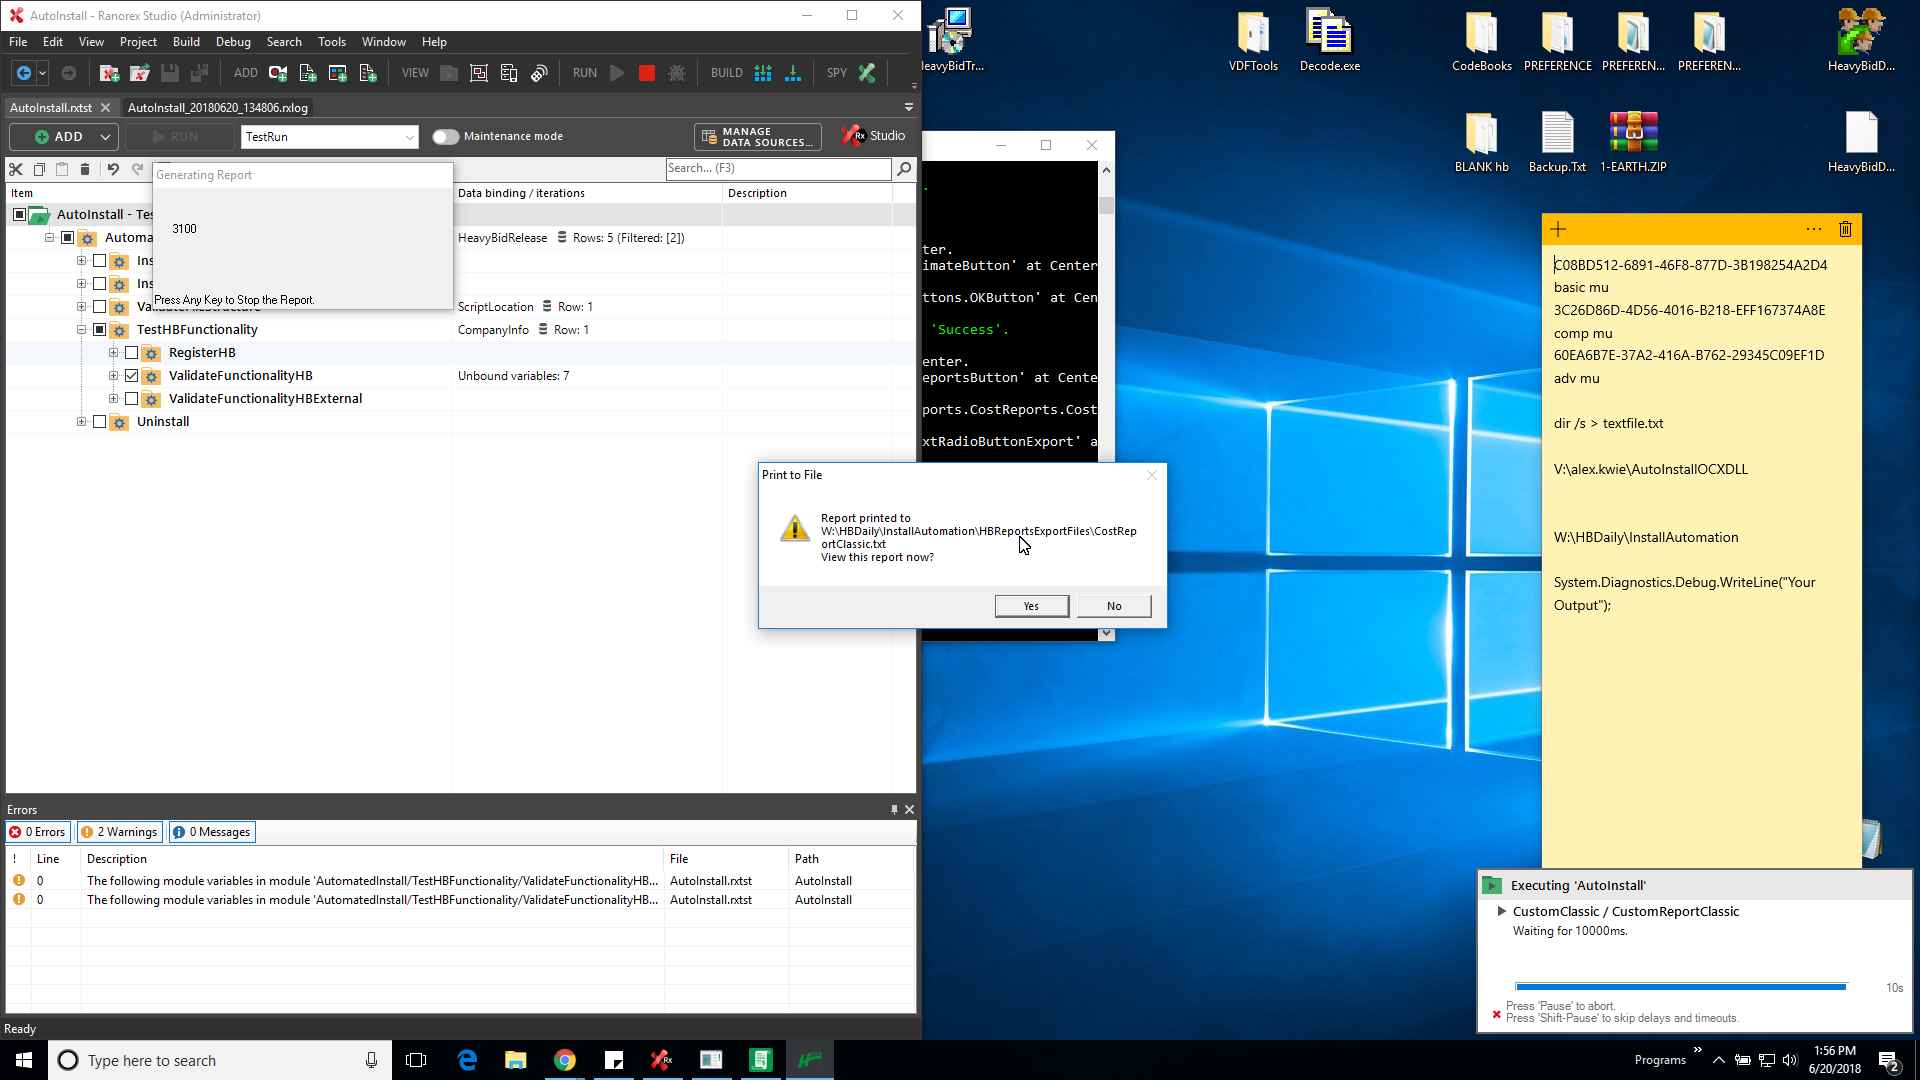 AutoInstall - Ranorex Studio (Administrator)
File Edit View Project Build Debug Search Tools Window Help
ADD VIEW RUN BUILD SPY
AutoInstall.rxtst AutoInstall_20180620_134806.rxlog
ADD RUN TestRun Maintenance mode MANAGE DATA SOURCES... Rx Studio
Search... (F3)
Item Data binding / iterations Description
Generating Report
3100
Press Any Key to Stop the Report.
AutoInstall - Tes
Automa HeavyBidRelease Rows: 5 (Filtered: [2])
Ins
Ins
ScriptLocation Row: 1
TestHBFunctionality CompanyInfo Row: 1
RegisterHB
ValidateFunctionalityHB Unbound variables: 7
ValidateFunctionalityHBExternal
Uninstall
ter.
imateButton' at Center
ttons.OKButton' at Cen
'Success'.
enter.
eportsButton' at Cente
ports.CostReports.Cost
xtRadioButtonExport' a
Print to File
Report printed to
W:\HBDaily\InstallAutomation\HBReportsExportFiles\CostRep
ortClassic.txt
View this report now?
Yes No
Errors
0 Errors 2 Warnings 0 Messages
! Line Description File Path
0 The following module variables in module 'AutomatedInstall/TestHBFunctionality/ValidateFunctionalityHB... AutoInstall.rxtst AutoInstall
0 The following module variables in module 'AutomatedInstall/TestHBFunctionality/ValidateFunctionalityHB... AutoInstall.rxtst AutoInstall
Ready
eavyBidTr...
VDFTools
Decode.exe
CodeBooks
PREFERENCE
PREFEREN...
PREFEREN...
HeavyBidD...
BLANK hb
Backup.Txt
1-EARTH.ZIP
HeavyBidD...
C08BD512-6891-46F8-877D-3B198254A2D4
basic mu
3C26D86D-4D56-4016-B218-EFF167374A8E
comp mu
60EA6B7E-37A2-416A-B762-29345C09EF1D
adv mu
dir /s > textfile.txt
V:\alex.kwie\AutoInstallOCXDLL
W:\HBDaily\InstallAutomation
System.Diagnostics.Debug.WriteLine("Your
Output");
Executing 'AutoInstall'
CustomClassic / CustomReportClassic
Waiting for 10000ms.
10s
Press 'Pause' to abort.
Press 'Shift-Pause' to skip delays and timeouts.
Type here to search
Programs
1:56 PM
6/20/2018
2